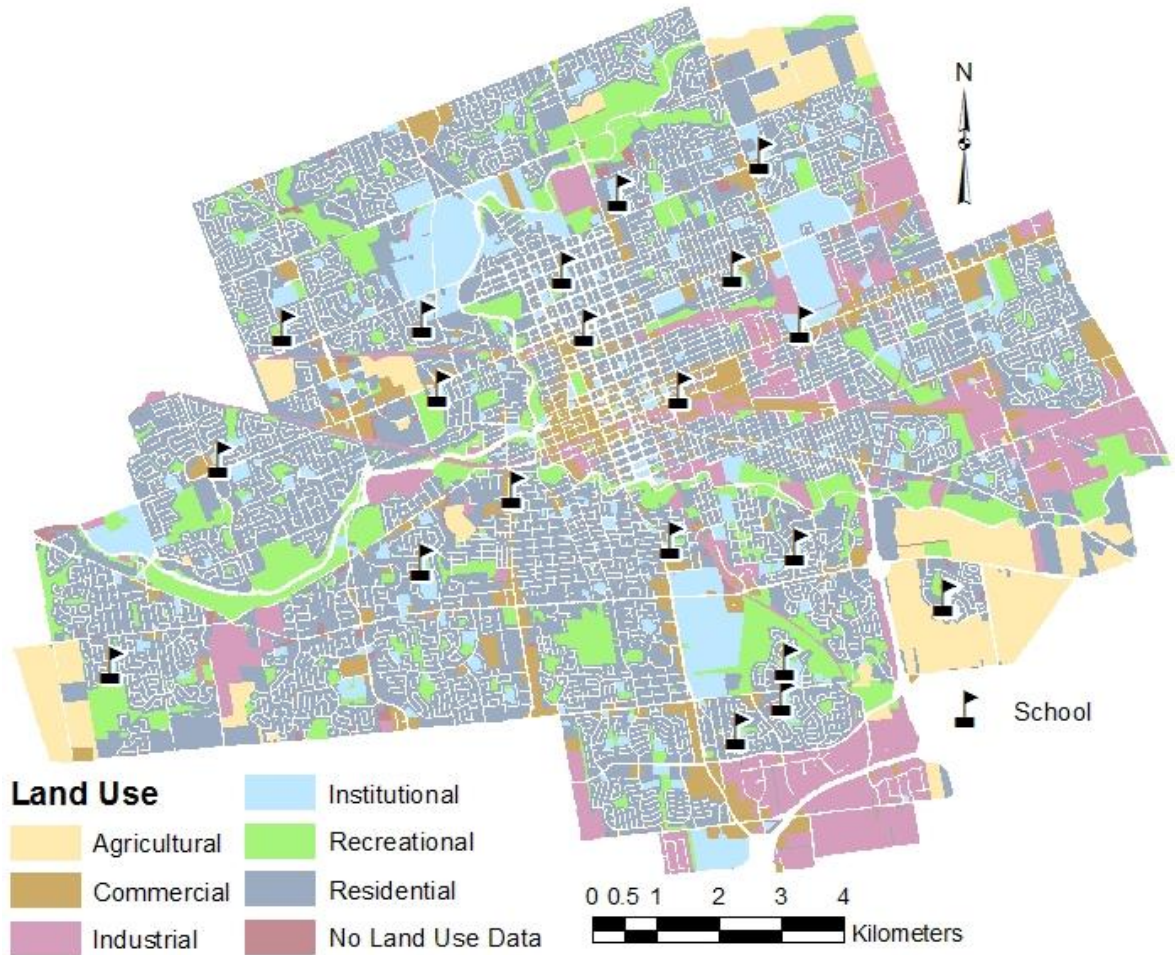 N
School
Land Use
Agricultural
Commercial
Industrial
Institutional
Recreational
Residential
No Land Use Data
0 0.5 1 2 3 4
Kilometers